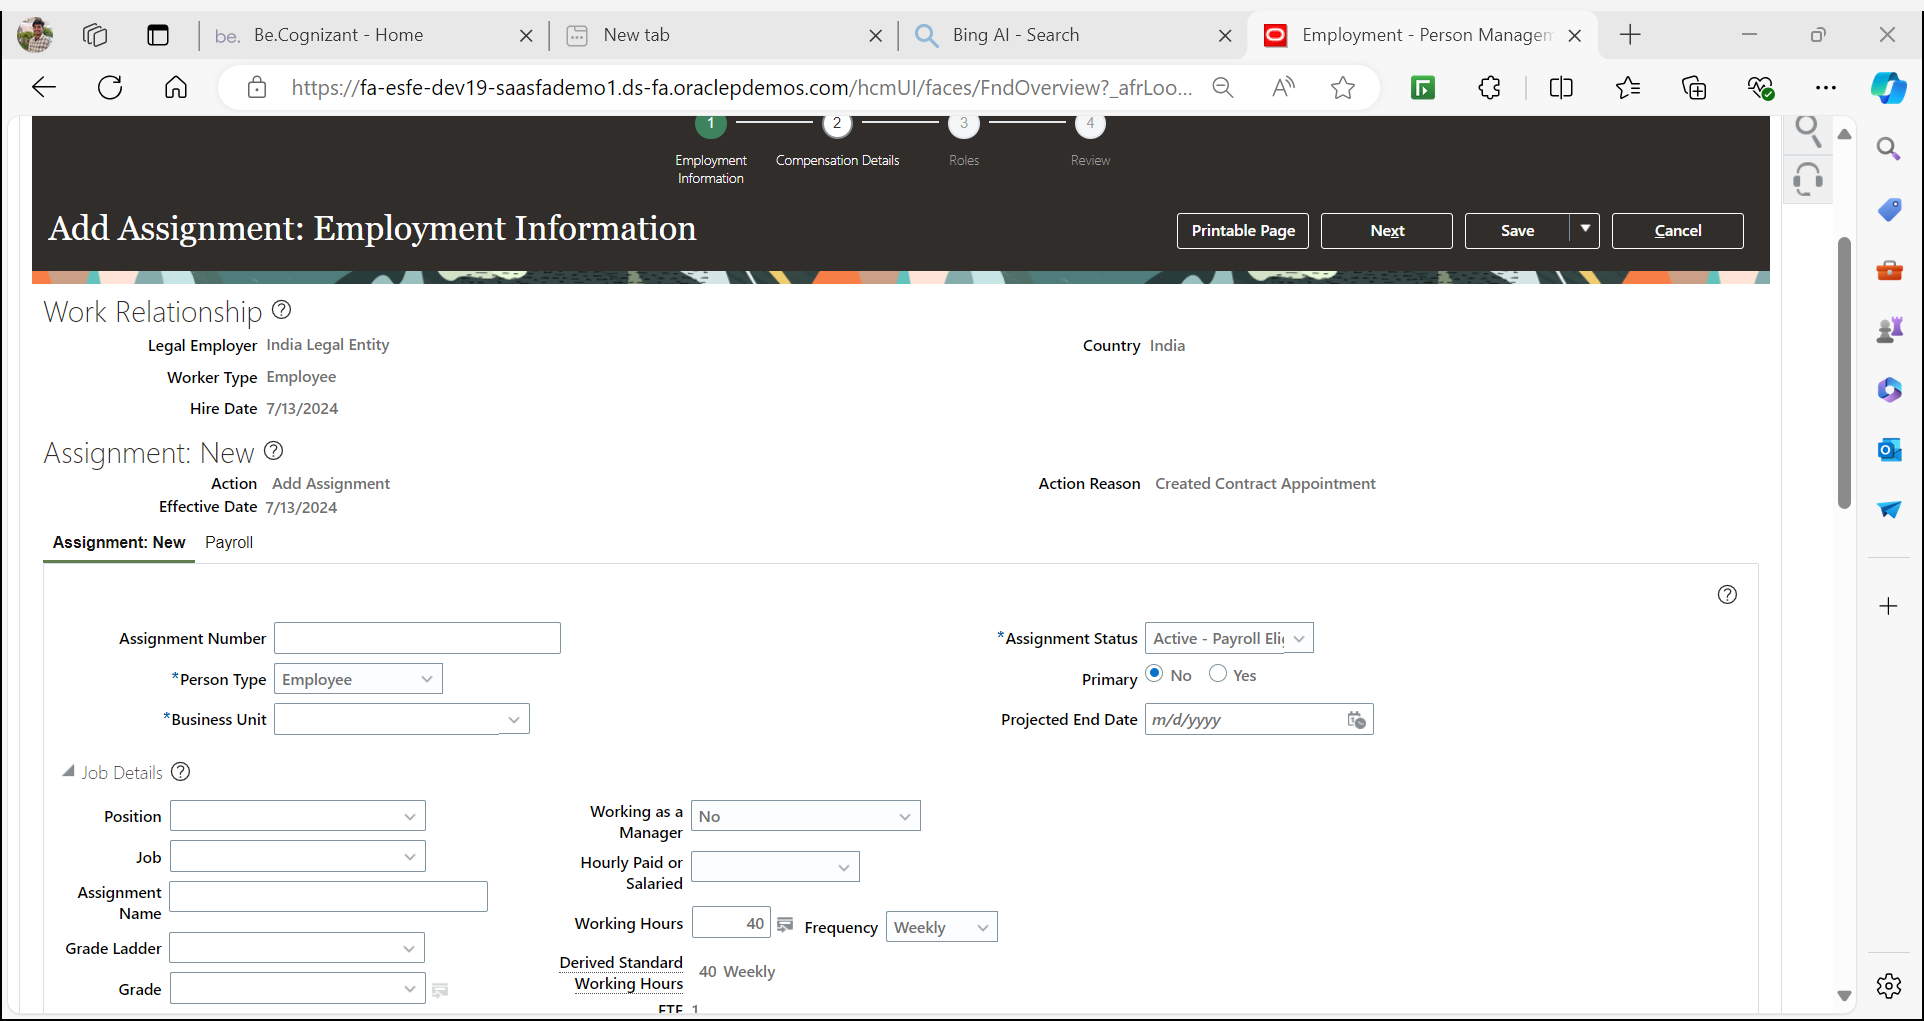 be. Be.Cognizant - Home
New tab
Bing AI - Search
Employment - Person Managem
https://fa-esfe-dev19-saasfademo1.ds-fa.oraclepdemos.com/hcmUI/faces/FndOverview?_afrLoo...
1 2 3 4
Employment
Information
Compensation Details
Roles
Review
Add Assignment: Employment Information
Printable Page
Next
Save
Cancel
Work Relationship
Legal Employer India Legal Entity
Country India
Worker Type Employee
Hire Date 7/13/2024
Assignment: New
Action Add Assignment
Action Reason Created Contract Appointment
Effective Date 7/13/2024
Assignment: New Payroll
Assignment Number
*Assignment Status Active - Payroll Elig
*Person Type Employee
Primary No Yes
*Business Unit
Projected End Date m/d/yyyy
Job Details
Position
Working as a
Manager
No
Job
Hourly Paid or
Salaried
Assignment
Name
Working Hours 40 Frequency Weekly
Grade Ladder
Derived Standard
Working Hours
40 Weekly
Grade
FTE 1